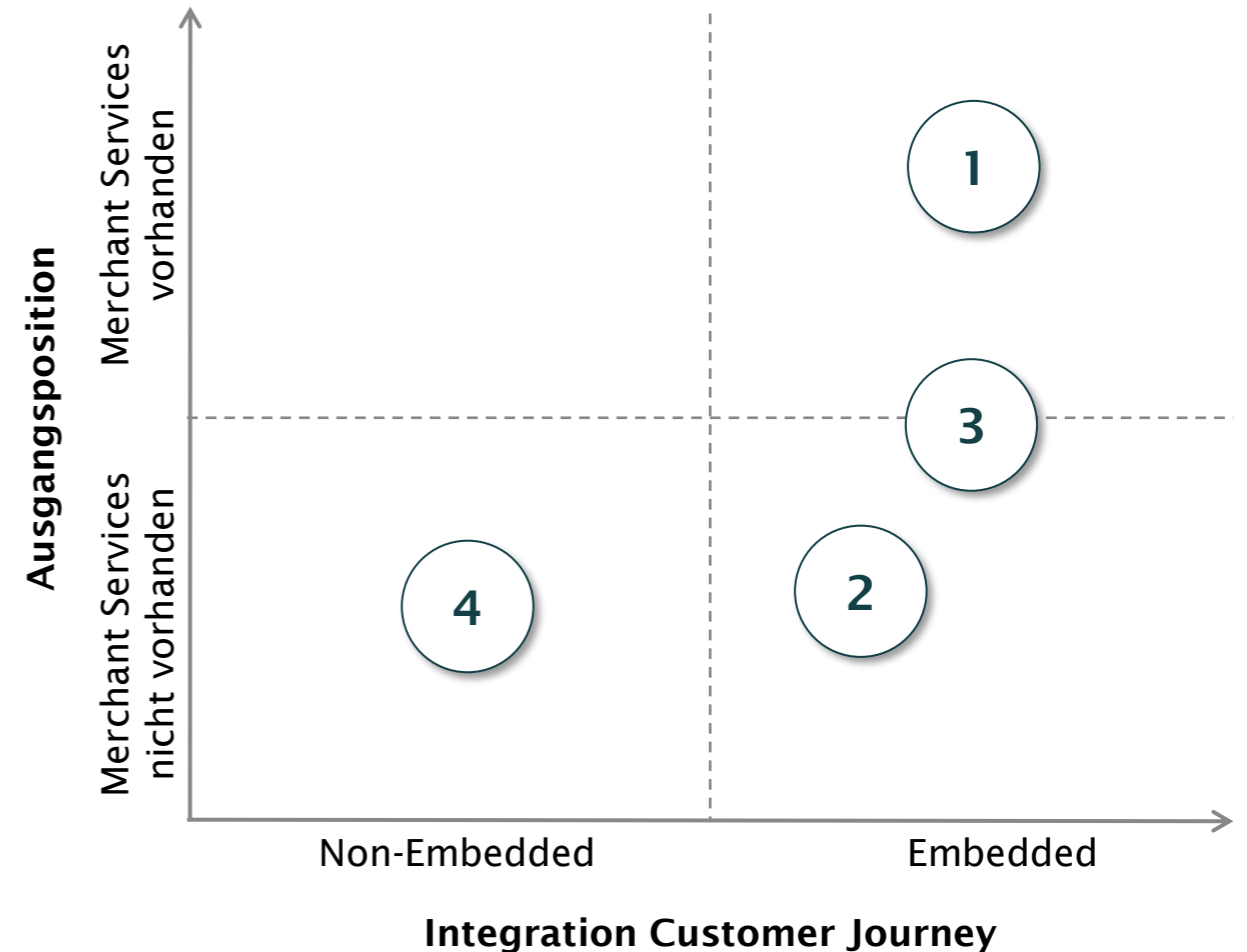 Ausgangsposition
Merchant Services
vorhanden
Merchant Services
nicht vorhanden
1
3
2
4
Non-Embedded
Embedded
Integration Customer Journey